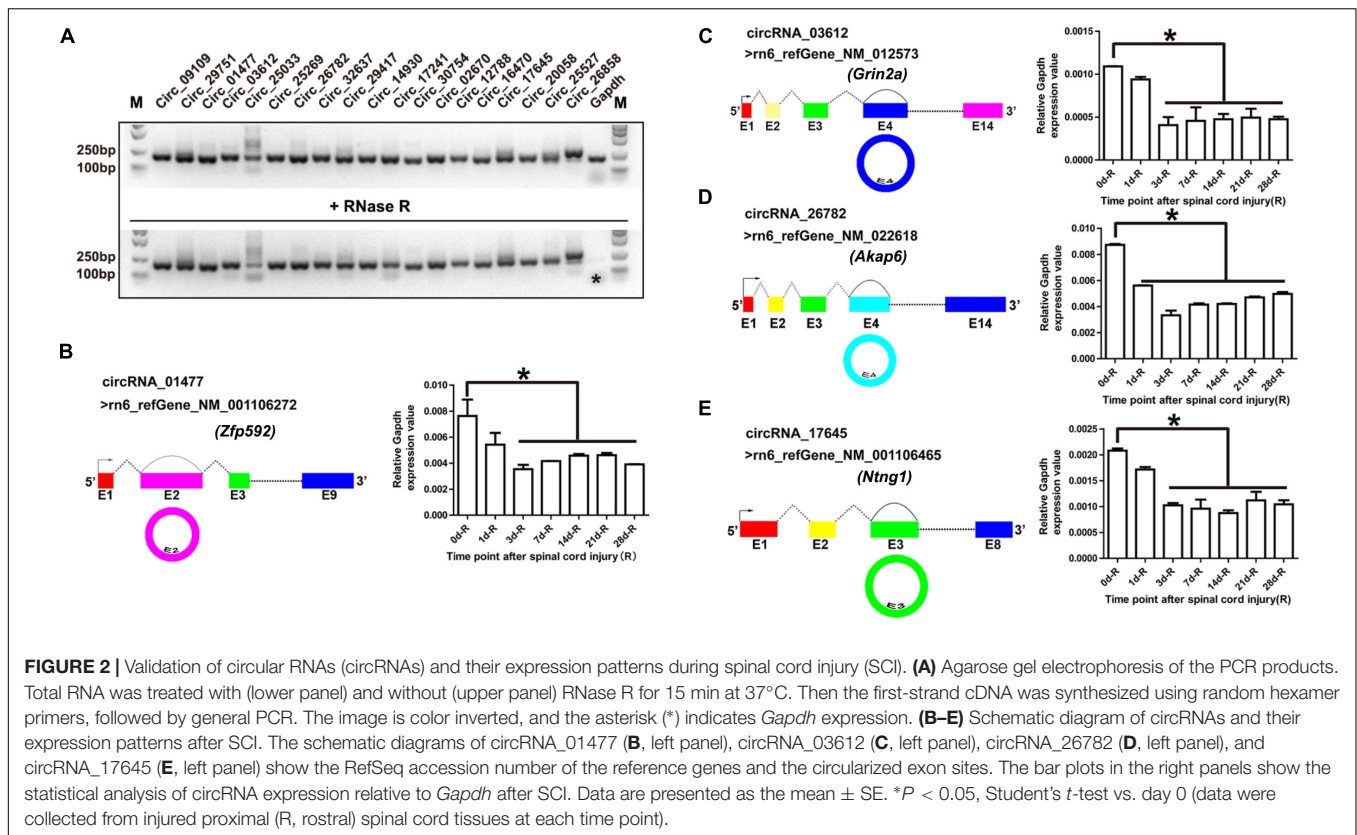 A
Circ_09109
Circ_29751
Circ_01477
Circ_03612
Circ_25033
Circ_25269
Circ_26782
Circ_32637
Circ_29417
Circ_14930
Circ_17241
Circ_30754
Circ_02670
Circ_12788
Circ_16470
Circ_17645
Circ_20058
Circ_25527
Circ_26858
Gapdh
M M
250bp
100bp
+ RNase R
250bp
100bp
*
B
circRNA_01477
>rn6_refGene_NM_001106272
(Zfp592)
5' 3'
E1 E2 E3 E9
E2
Relative Gapdh
expression value
0.010
0.008
0.006
0.004
0.002
0.000
*
0d-R 1d-R 3d-R 7d-R 14d-R 21d-R 28d-R
Time point after spinal cord injury(R)
C
circRNA_03612
>rn6_refGene_NM_012573
(Grin2a)
5' 3'
E1 E2 E3 E4 E14
E4
Relative Gapdh
expression value
0.0015
0.0010
0.0005
0.0000
*
0d-R 1d-R 3d-R 7d-R 14d-R 21d-R 28d-R
Time point after spinal cord injury(R)
D
circRNA_26782
>rn6_refGene_NM_022618
(Akap6)
5' 3'
E1 E2 E3 E4 E14
E4
Relative Gapdh
expression value
0.010
0.008
0.006
0.004
0.002
0.000
*
0d-R 1d-R 3d-R 7d-R 14d-R 21d-R 28d-R
Time point after spinal cord injury(R)
E
circRNA_17645
>rn6_refGene_NM_001106465
(Ntng1)
5' 3'
E1 E2 E3 E8
E3
Relative Gapdh
expression value
0.0025
0.0020
0.0015
0.0010
0.0005
0.0000
*
0d-R 1d-R 3d-R 7d-R 14d-R 21d-R 28d-R
Time point after spinal cord injury(R)
FIGURE 2 | Validation of circular RNAs (circRNAs) and their expression patterns during spinal cord injury (SCI). (A) Agarose gel electrophoresis of the PCR products.
Total RNA was treated with (lower panel) and without (upper panel) RNase R for 15 min at 37°C. Then the first-strand cDNA was synthesized using random hexamer
primers, followed by general PCR. The image is color inverted, and the asterisk (*) indicates Gapdh expression. (B–E) Schematic diagram of circRNAs and their
expression patterns after SCI. The schematic diagrams of circRNA_01477 (B, left panel), circRNA_03612 (C, left panel), circRNA_26782 (D, left panel), and
circRNA_17645 (E, left panel) show the RefSeq accession number of the reference genes and the circularized exon sites. The bar plots in the right panels show the
statistical analysis of circRNA expression relative to Gapdh after SCI. Data are presented as the mean ± SE. *P < 0.05, Student's t-test vs. day 0 (data were
collected from injured proximal (R, rostral) spinal cord tissues at each time point).